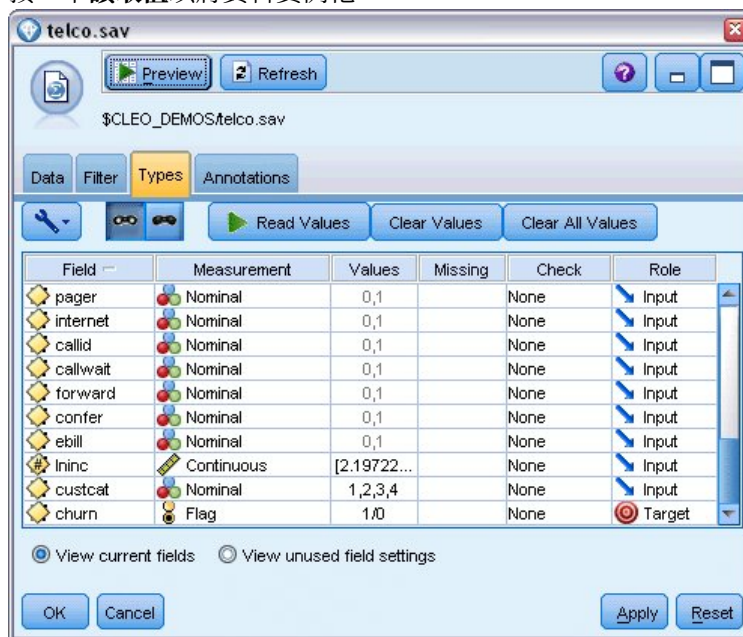 telco.sav
Preview Refresh
$CLEO_DEMOS/telco.sav
Data Filter Types Annotations
Read Values Clear Values Clear All Values
Field Measurement Values Missing Check Role
pager Nominal 0,1 None Input
internet Nominal 0,1 None Input
callid Nominal 0,1 None Input
callwait Nominal 0,1 None Input
forward Nominal 0,1 None Input
confer Nominal 0,1 None Input
ebill Nominal 0,1 None Input
lninc Continuous [2.19722... None Input
custcat Nominal 1,2,3,4 None Input
churn Flag 1/0 None Target
View current fields View unused field settings
OK Cancel Apply Reset